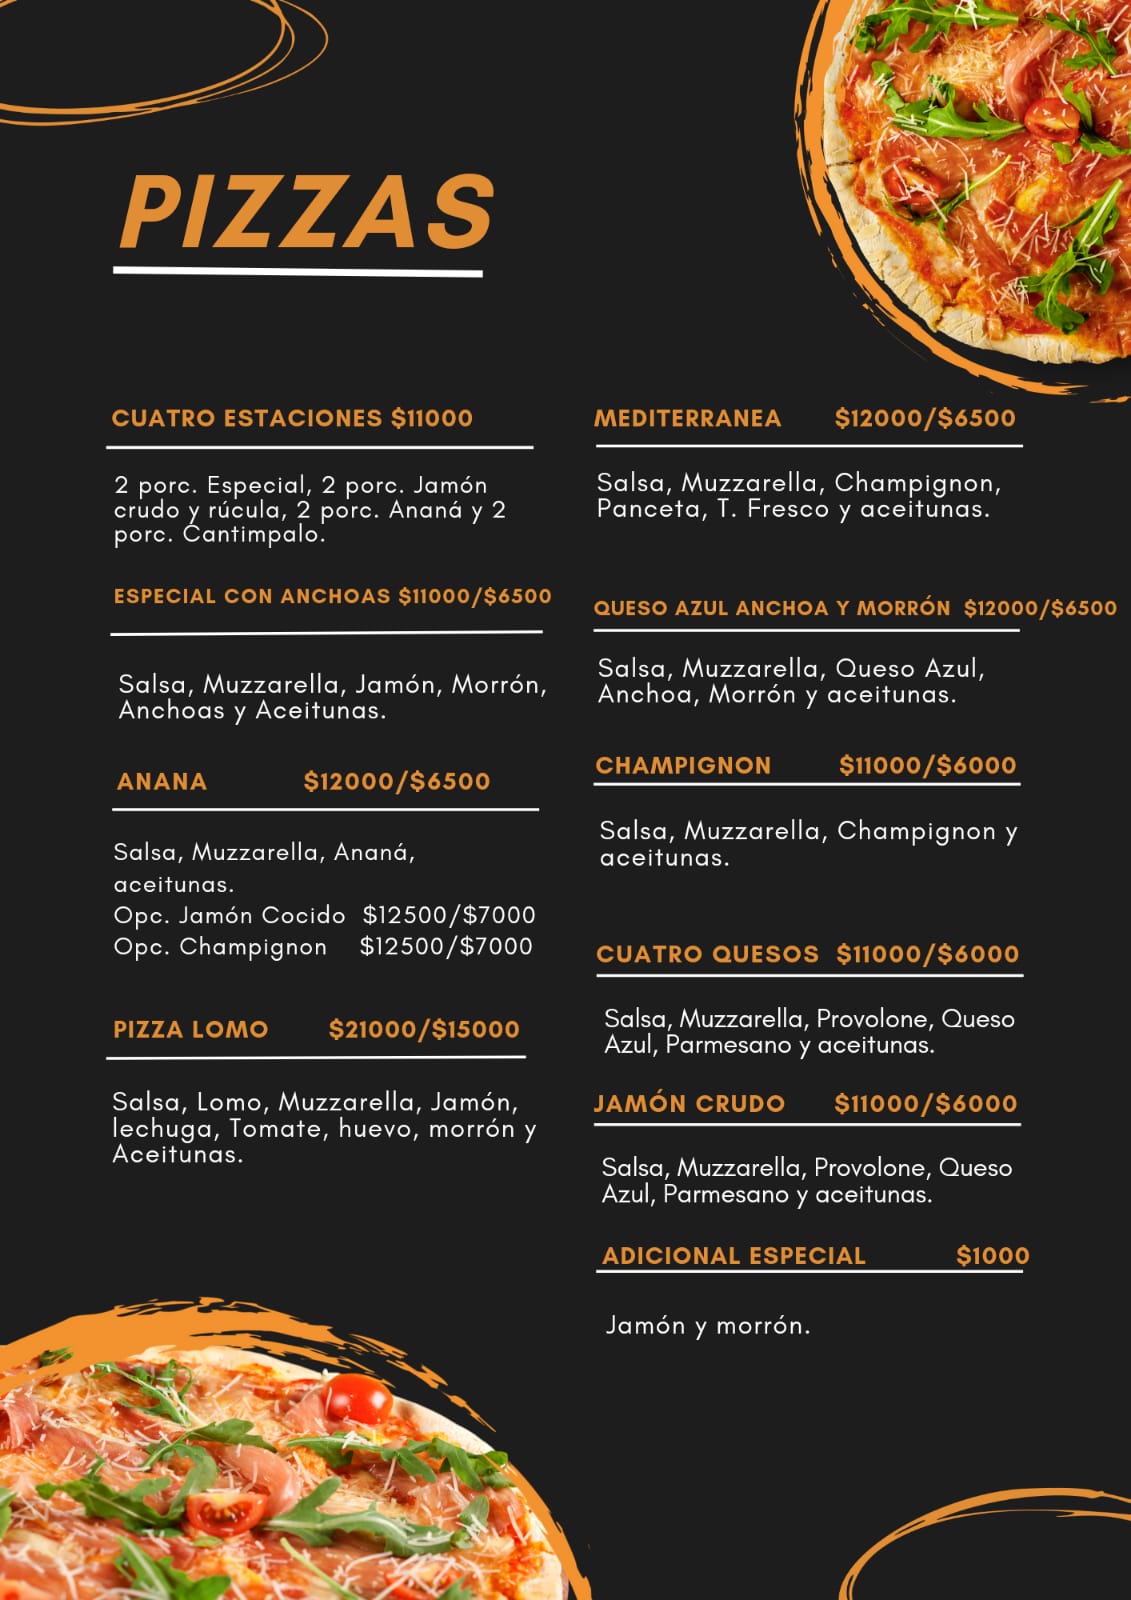 PIZZAS
CUATRO ESTACIONES $11000
2 porc. Especial, 2 porc. Jamón
crudo y rúcula, 2 porc. Ananá y 2
porc. Cantimpalo.
ESPECIAL CON ANCHOAS $11000/$6500
Salsa, Muzzarella, Jamón, Morrón,
Anchoas y Aceitunas.
ANANA $12000/$6500
Salsa, Muzzarella, Ananá,
aceitunas.
Opc. Jamón Cocido $12500/$7000
Opc. Champignon $12500/$7000
PIZZA LOMO $21000/$15000
Salsa, Lomo, Muzzarella, Jamón,
lechuga, Tomate, huevo, morrón y
Aceitunas.
MEDITERRANEA $12000/$6500
Salsa, Muzzarella, Champignon,
Panceta, T. Fresco y aceitunas.
QUESO AZUL ANCHOA Y MORRÓN $12000/$6500
Salsa, Muzzarella, Queso Azul,
Anchoa, Morrón y aceitunas.
CHAMPIGNON $11000/$6000
Salsa, Muzzarella, Champignon y
aceitunas.
CUATRO QUESOS $11000/$6000
Salsa, Muzzarella, Provolone, Queso
Azul, Parmesano y aceitunas.
JAMÓN CRUDO $11000/$6000
Salsa, Muzzarella, Provolone, Queso
Azul, Parmesano y aceitunas.
ADICIONAL ESPECIAL $1000
Jamón y morrón.